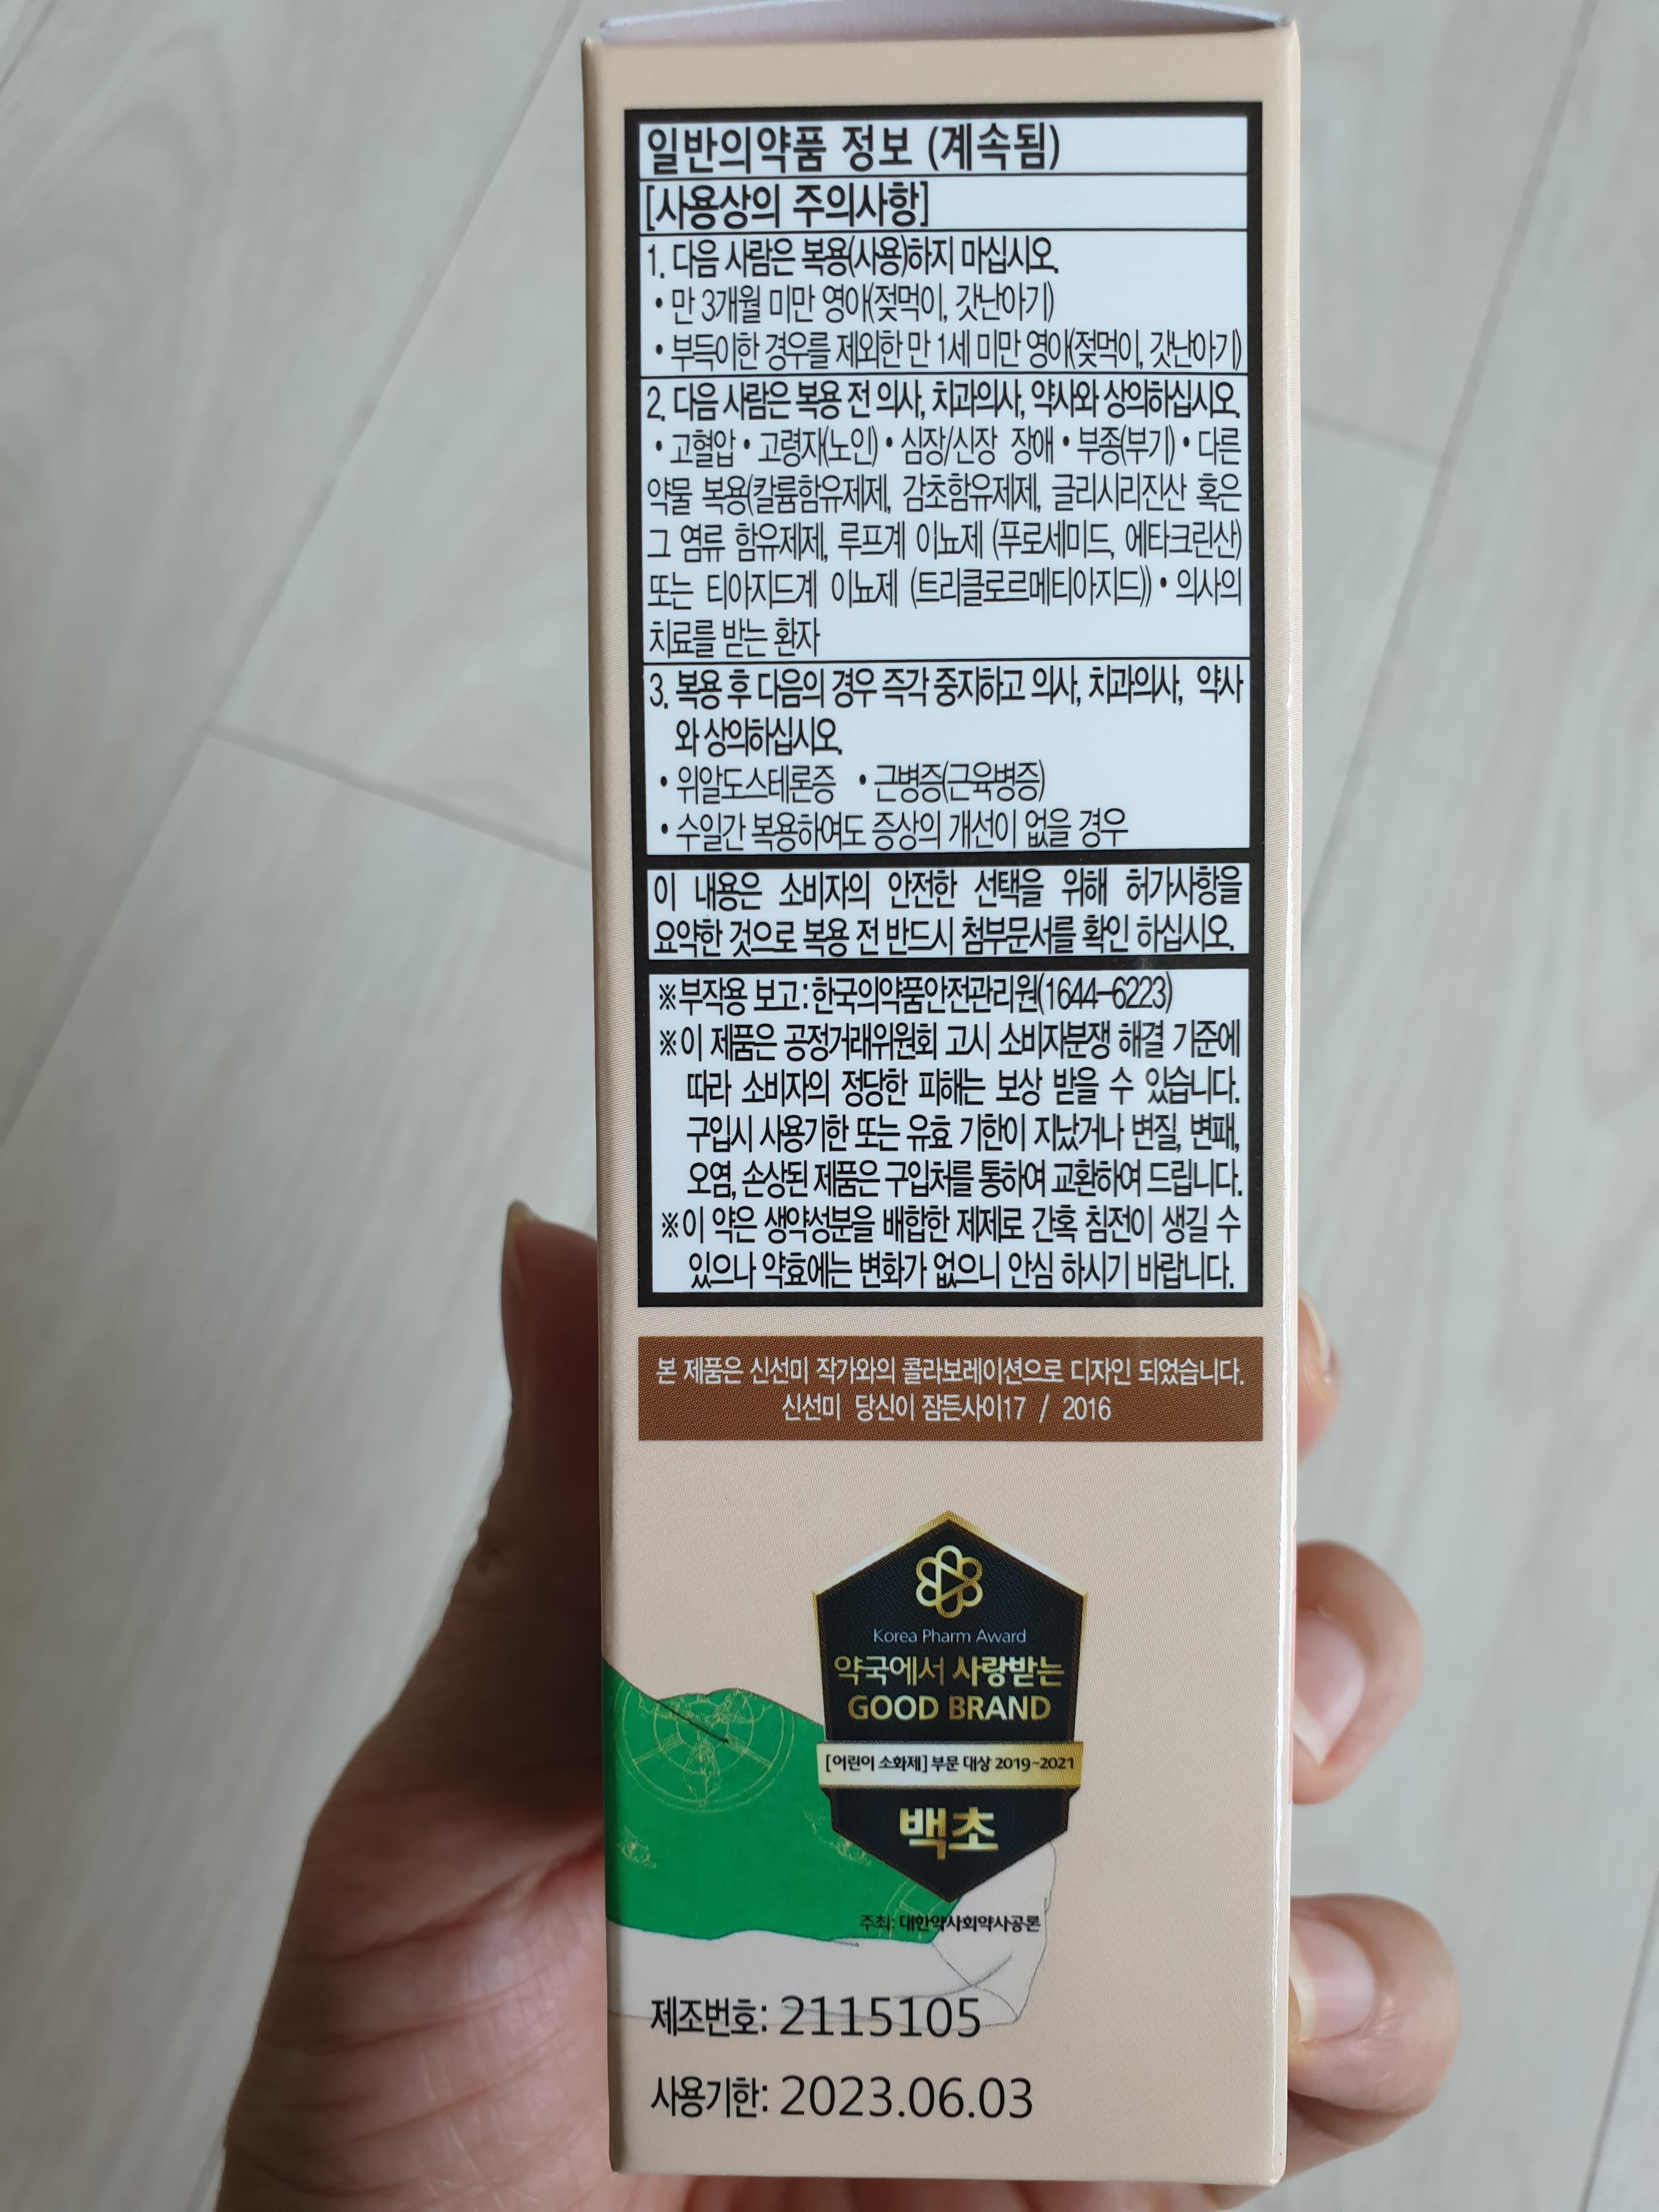 일반의약품 정보 (계속됨)
[사용상의 주의사항]
1. 다음 사람은 복용(사용)하지 마십시오.
• 만 3개월 미만 영아(젖먹이, 갓난아기)
• 부득이한 경우를 제외한 만 1세 미만 영아(젖먹이, 갓난아기)
2. 다음 사람은 복용 전 의사, 치과의사, 약사와 상의하십시오.
• 고혈압 • 고령자(노인) • 심장/신장 장애 • 부종(부기) • 다른
약물 복용(칼륨함유제제, 감초함유제제, 글리시리진산 혹은
그 염류 함유제제, 루프계 이뇨제 (푸로세미드, 에타크린산)
또는 티아지드계 이뇨제 (트리클로르메티아지드)) • 의사의
치료를 받는 환자
3. 복용 후 다음의 경우 즉각 중지하고 의사, 치과의사, 약사
와 상의하십시오.
• 위알도스테론증 • 근병증(근육병증)
• 수일간 복용하여도 증상의 개선이 없을 경우
이 내용은 소비자의 안전한 선택을 위해 허가사항을
요약한 것으로 복용 전 반드시 첨부문서를 확인 하십시오.
※부작용 보고:한국의약품안전관리원(1644-6223)
※이 제품은 공정거래위원회 고시 소비자분쟁 해결 기준에
따라 소비자의 정당한 피해는 보상 받을 수 있습니다.
구입시 사용기한 또는 유효 기한이 지났거나 변질, 변패,
오염, 손상된 제품은 구입처를 통하여 교환하여 드립니다.
※이 약은 생약성분을 배합한 제제로 간혹 침전이 생길 수
있으나 약효에는 변화가 없으니 안심 하시기 바랍니다.
본 제품은 신선미 작가와의 콜라보레이션으로 디자인 되었습니다.
신선미 당신이 잠든사이17 / 2016
Korea Pharm Award
약국에서 사랑받는
GOOD BRAND
[어린이 소화제] 부문 대상 2019-2021
백초
주최: 대한약사회약사공론
제조번호: 2115105
사용기한: 2023.06.03